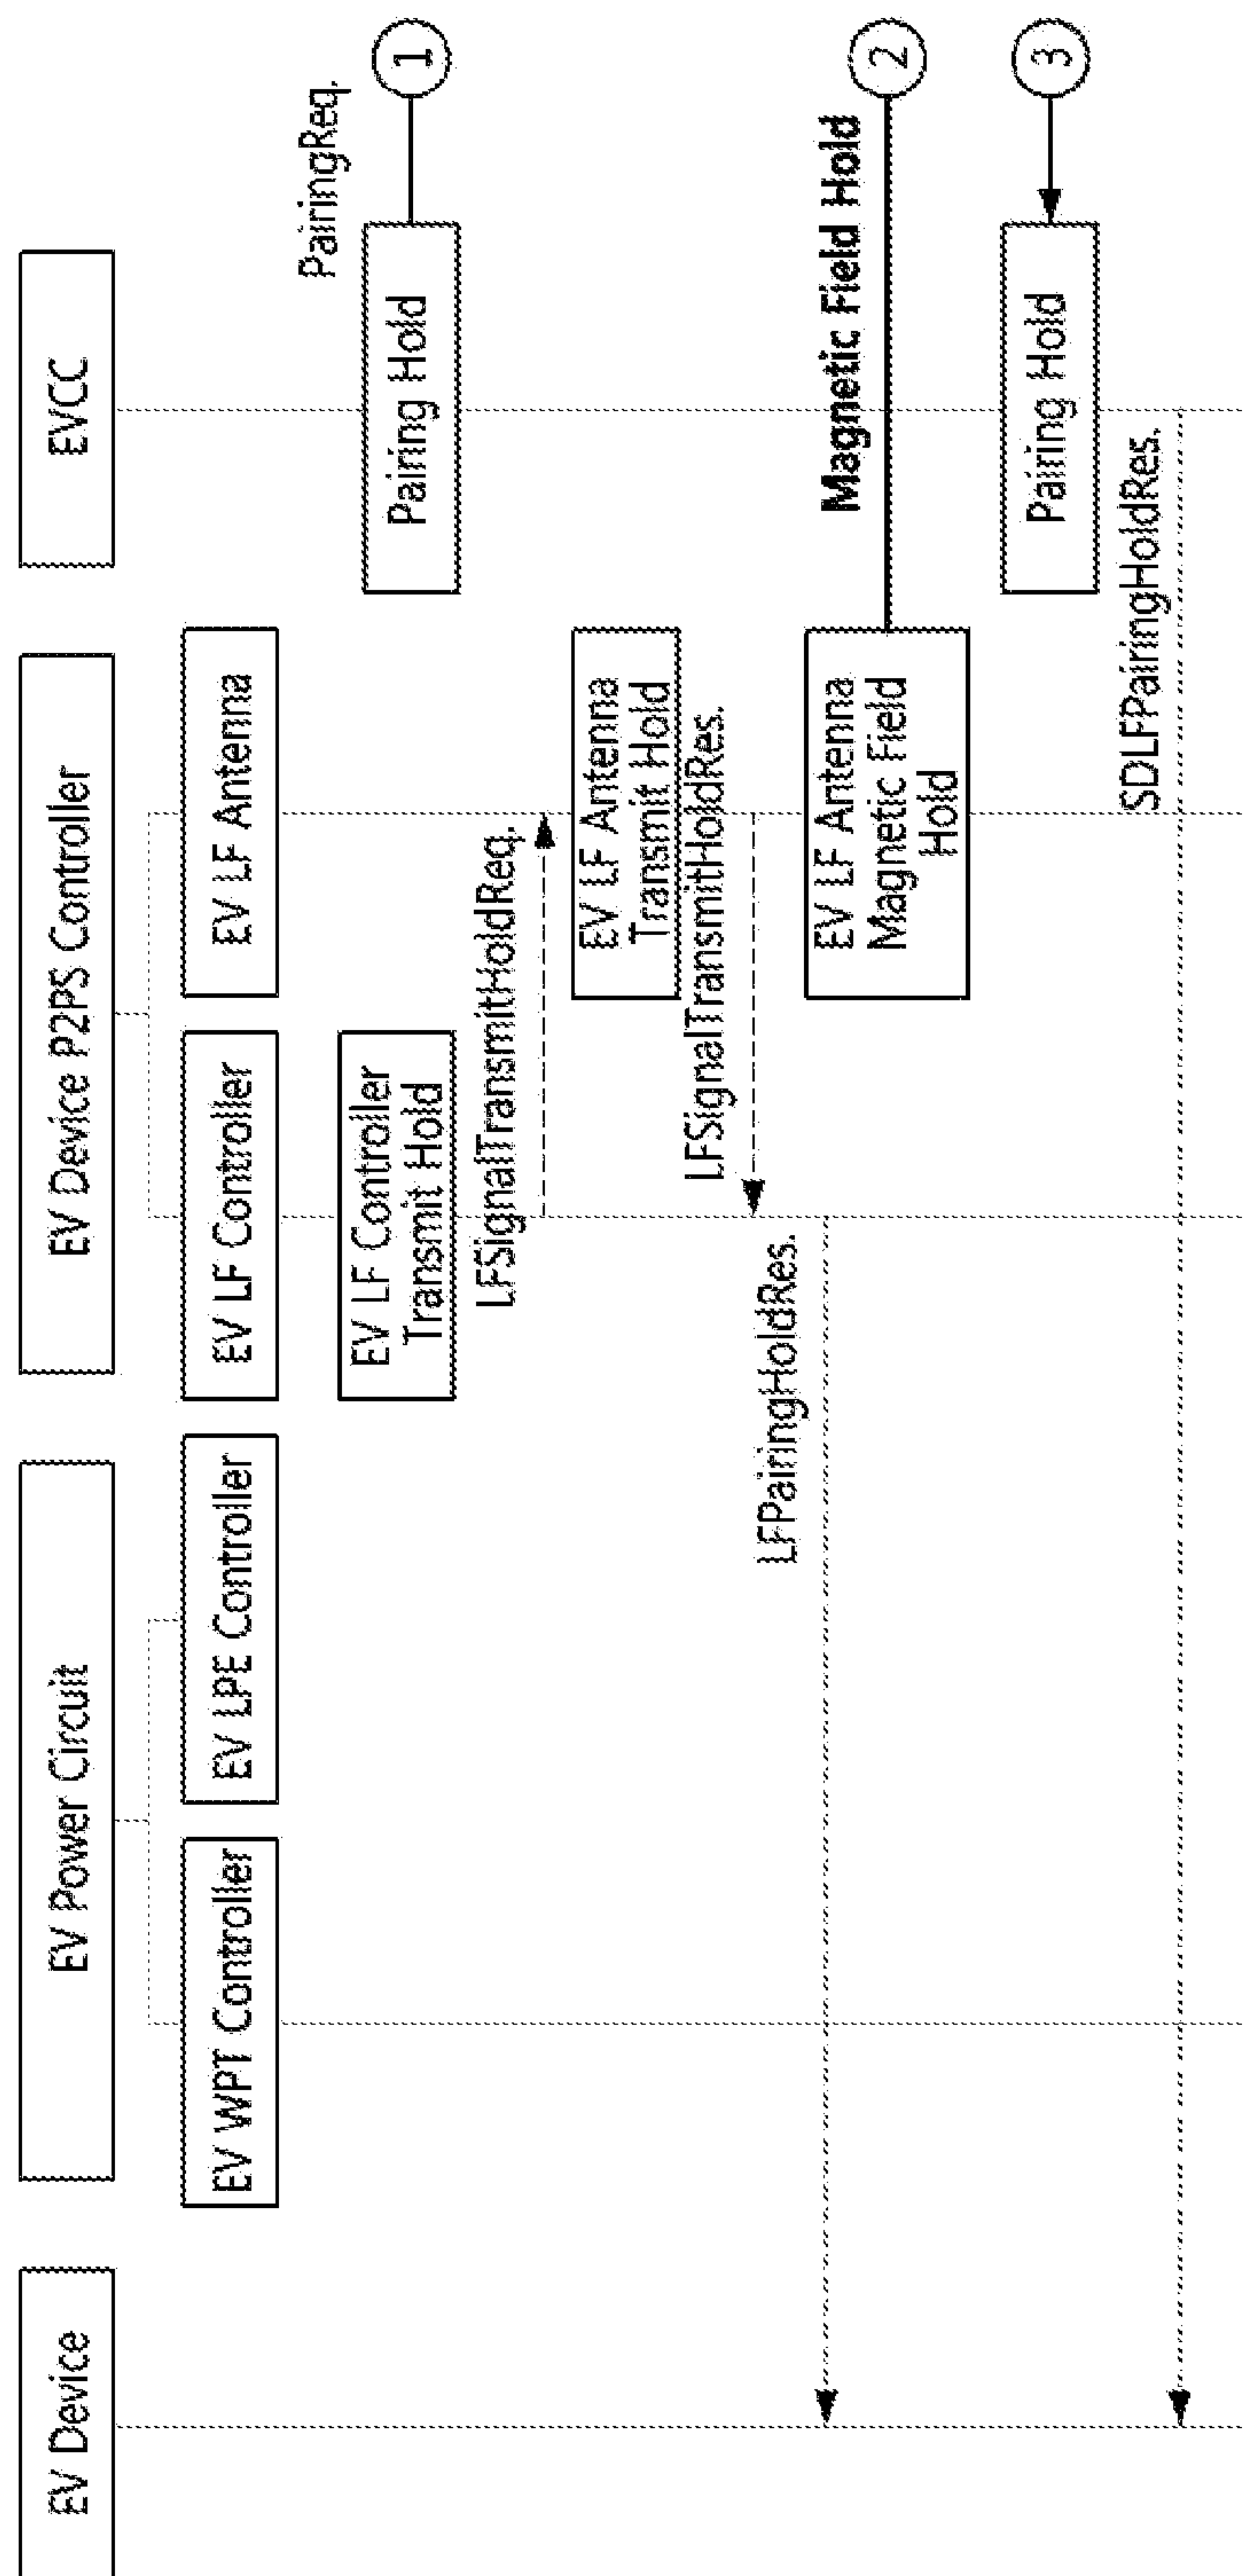 EV Device
EV Power Circuit
EV Device P2PS Controller
EVCC
EV WPT Controller
EV LPE Controller
EV LF Controller
EV LF Antenna
PairingReq.
EV LF Controller
Transmit Hold
Pairing Hold
1
LFSignalTransmitHoldReq.
EV LF Antenna
Transmit Hold
LFSignalTransmitHoldRes.
LFPairingHoldRes.
EV LF Antenna
Magnetic Field
Hold
Magnetic Field Hold
2
Pairing Hold
3
SDLFPairingHoldRes.